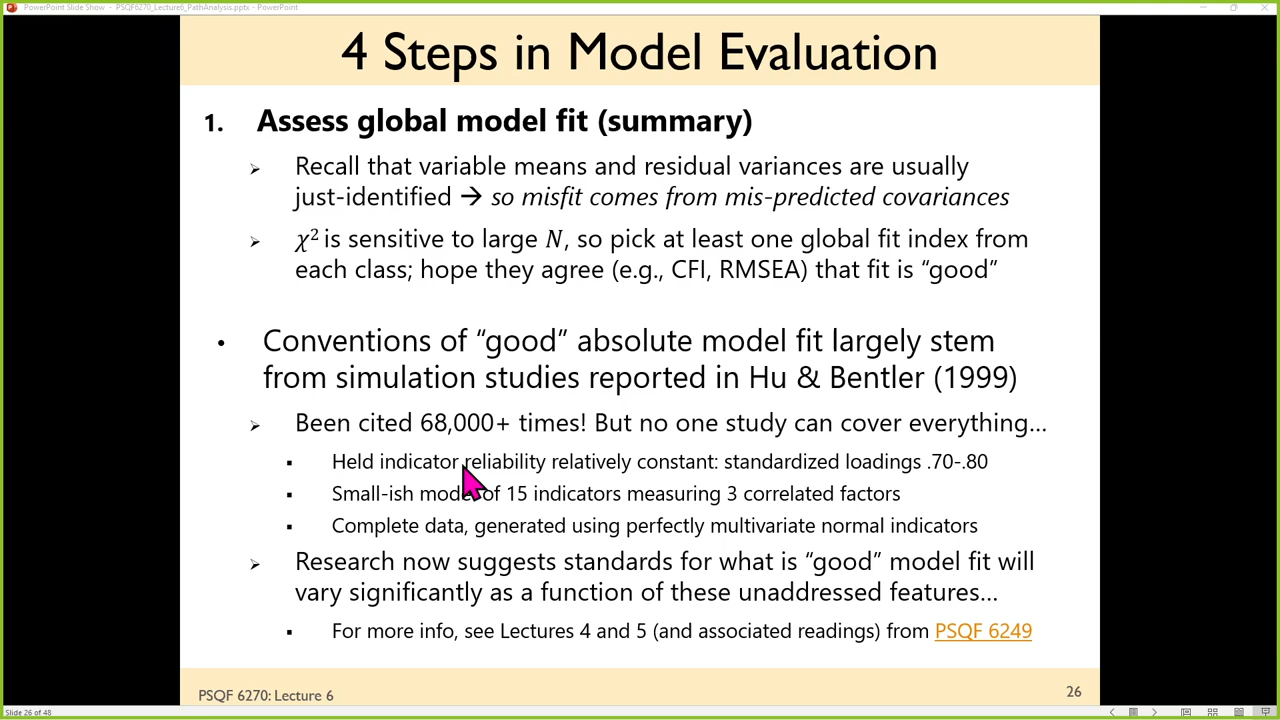 PowerPoint Slide Show - PSQF6270_Lecture6_PathAnalysis.pptx - PowerPoint
4 Steps in Model Evaluation
1. Assess global model fit (summary)
➢ Recall that variable means and residual variances are usually
just-identified → so misfit comes from mis-predicted covariances
➢ χ² is sensitive to large N, so pick at least one global fit index from
each class; hope they agree (e.g., CFI, RMSEA) that fit is “good”
• Conventions of “good” absolute model fit largely stem
from simulation studies reported in Hu & Bentler (1999)
➢ Been cited 68,000+ times! But no one study can cover everything…
▪ Held indicator reliability relatively constant: standardized loadings .70-.80
▪ Small-ish model of 15 indicators measuring 3 correlated factors
▪ Complete data, generated using perfectly multivariate normal indicators
➢ Research now suggests standards for what is “good” model fit will
vary significantly as a function of these unaddressed features…
▪ For more info, see Lectures 4 and 5 (and associated readings) from PSQF 6249
PSQF 6270: Lecture 6
26
Slide 26 of 48